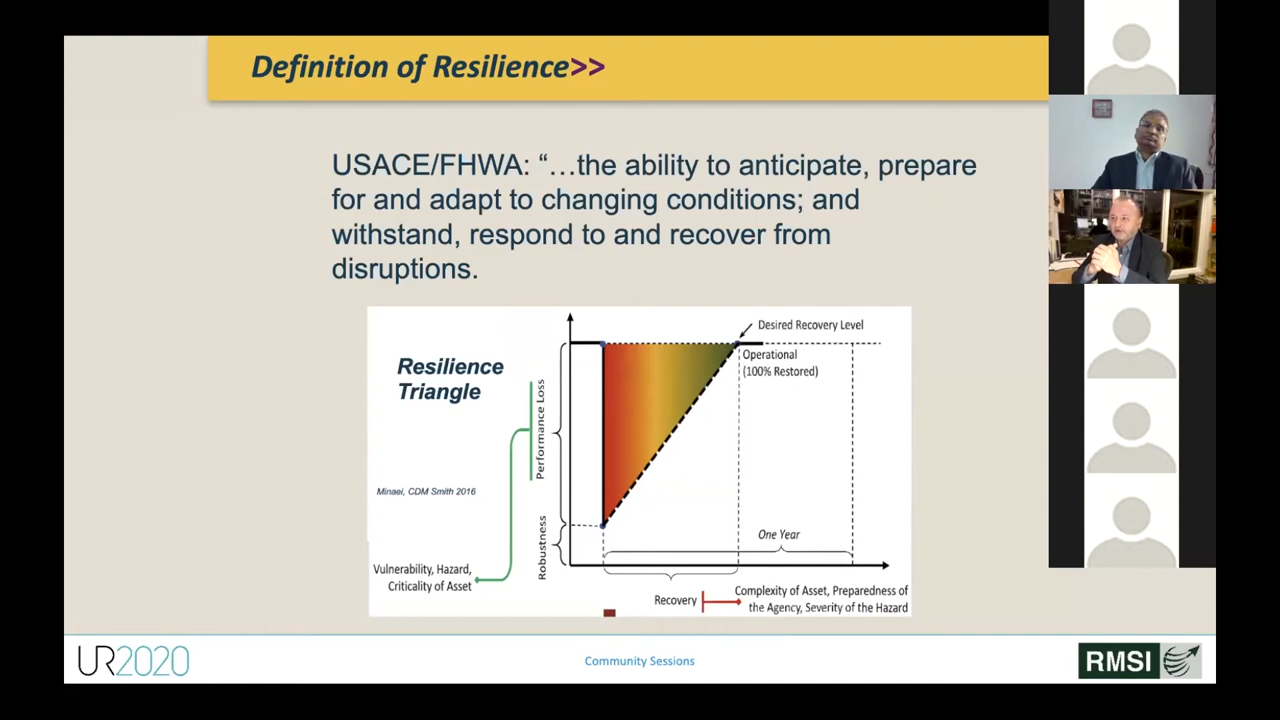 Definition of Resilience>>
USACE/FHWA: “…the ability to anticipate, prepare
for and adapt to changing conditions; and
withstand, respond to and recover from
disruptions.
Resilience
Triangle
Minaei, CDM Smith 2016
Vulnerability, Hazard,
Criticality of Asset
Performance Loss
Robustness
Desired Recovery Level
Operational
(100% Restored)
One Year
Recovery
Complexity of Asset, Preparedness of
the Agency, Severity of the Hazard
UR2020
Community Sessions
RMSI